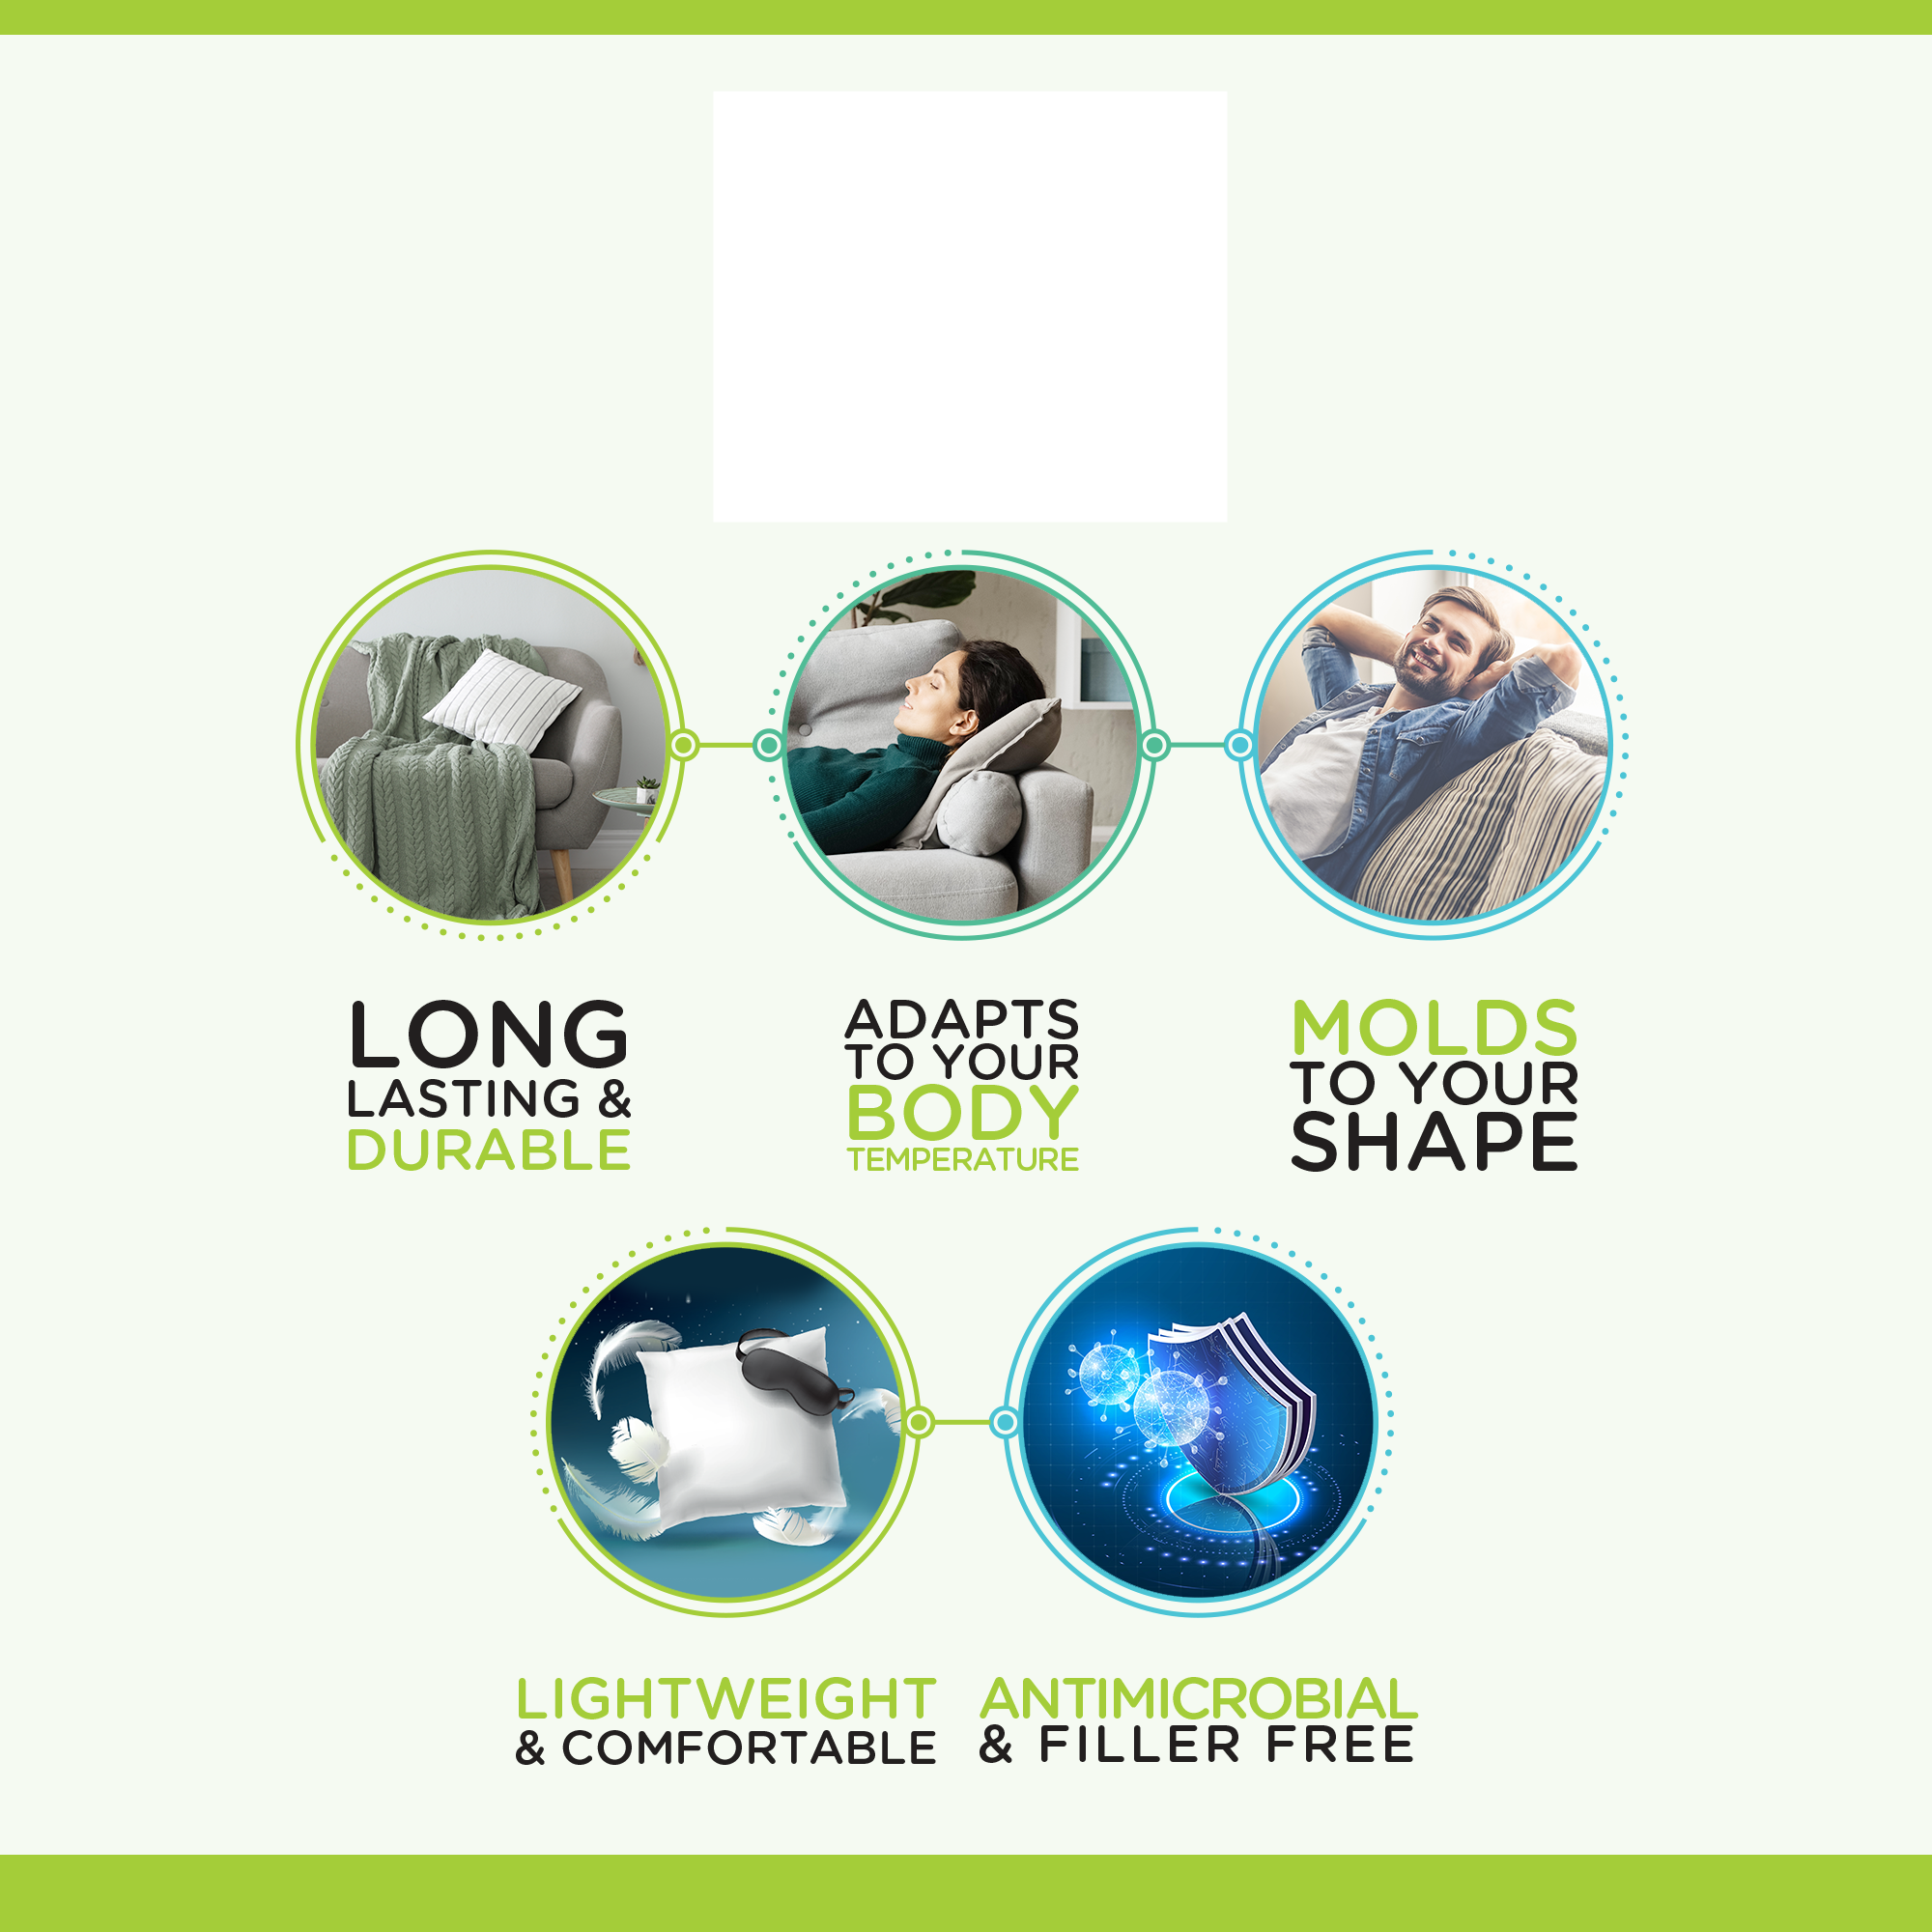 LONG
LASTING &
DURABLE
ADAPTS
TO YOUR
BODY
TEMPERATURE
MOLDS
TO YOUR
SHAPE
LIGHTWEIGHT
& COMFORTABLE
ANTIMICROBIAL
& FILLER FREE